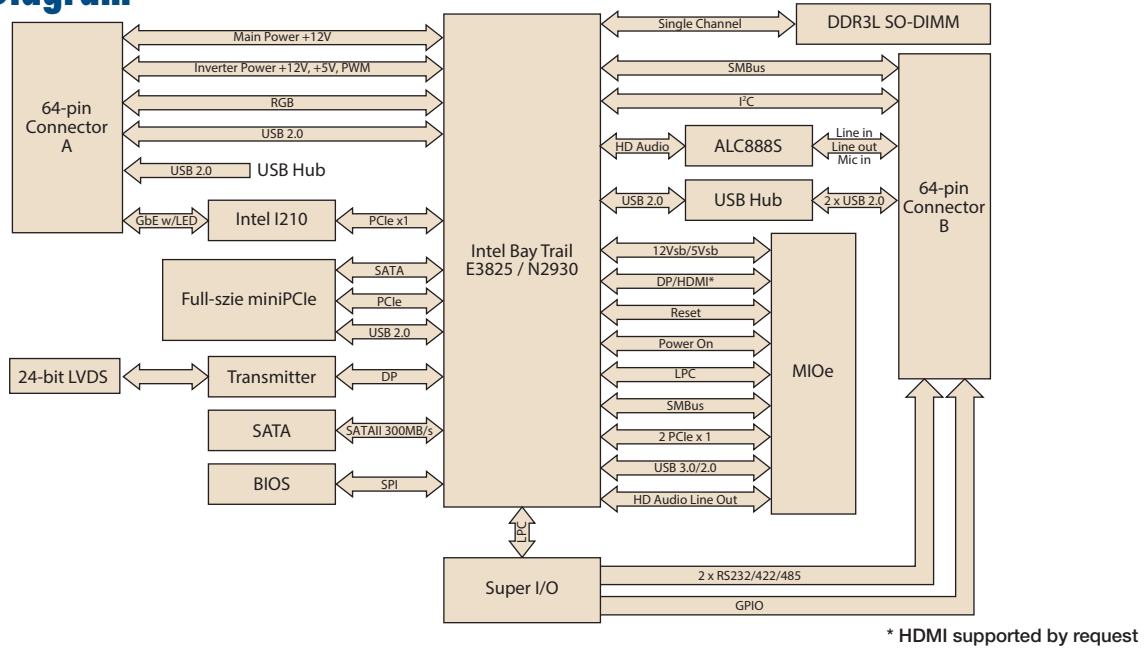 Diagram
64-pin
Connector
A
Main Power +12V
Inverter Power +12V, +5V, PWM
RGB
USB 2.0
USB 2.0
USB Hub
GbE w/LED
Intel I210
PCIe x1
Full-szie miniPCIe
SATA
PCIe
USB 2.0
24-bit LVDS
Transmitter
DP
SATA
SATAII 300MB/s
BIOS
SPI
Intel Bay Trail
E3825 / N2930
LPC
Super I/O
Single Channel
DDR3L SO-DIMM
SMBus
I²C
HD Audio
ALC888S
Line in
Line out
Mic in
USB 2.0
USB Hub
2 x USB 2.0
64-pin
Connector
B
12Vsb/5Vsb
DP/HDMI*
Reset
Power On
LPC
SMBus
2 PCIe x 1
USB 3.0/2.0
HD Audio Line Out
MIOe
2 x RS232/422/485
GPIO
* HDMI supported by request